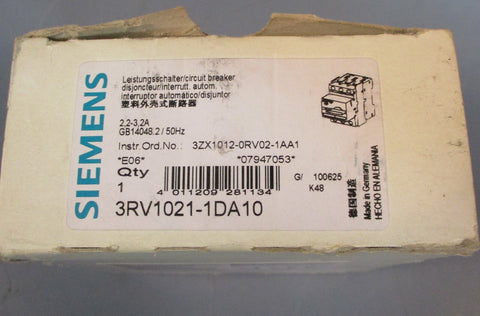 SIEMENS
Leistungsschalter/circuit breaker
disjoncteur/interrutt. autom.
interruptor automático/disjuntor
塑料外壳式断路器
2,2-3,2A
GB14048.2 / 50Hz
Instr.Ord.No.: 3ZX1012-0RV02-1AA1
*E06* *07947053*
Qty
1
4 011209 281134
G/ 100625
K48
3RV1021-1DA10
德国制造
Made in Germany
HECHO EN ALEMANIA